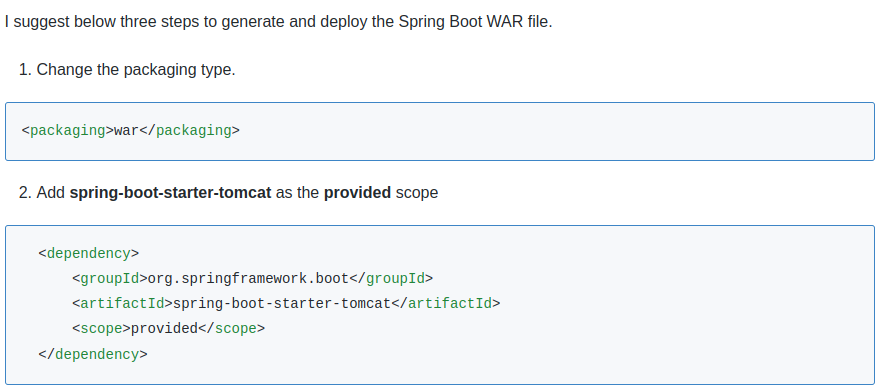 I suggest below three steps to generate and deploy the Spring Boot WAR file.
1. Change the packaging type.
<packaging>war</packaging>
2. Add spring-boot-starter-tomcat as the provided scope
<dependency>
<groupId>org.springframework.boot</groupId>
<artifactId>spring-boot-starter-tomcat</artifactId>
<scope>provided</scope>
</dependency>